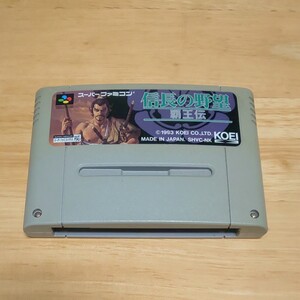 スーパーファミコン
信長の野望
覇王伝
©1993 KOEI CO.,LTD.
MADE IN JAPAN, SHVC-NX
KOEI